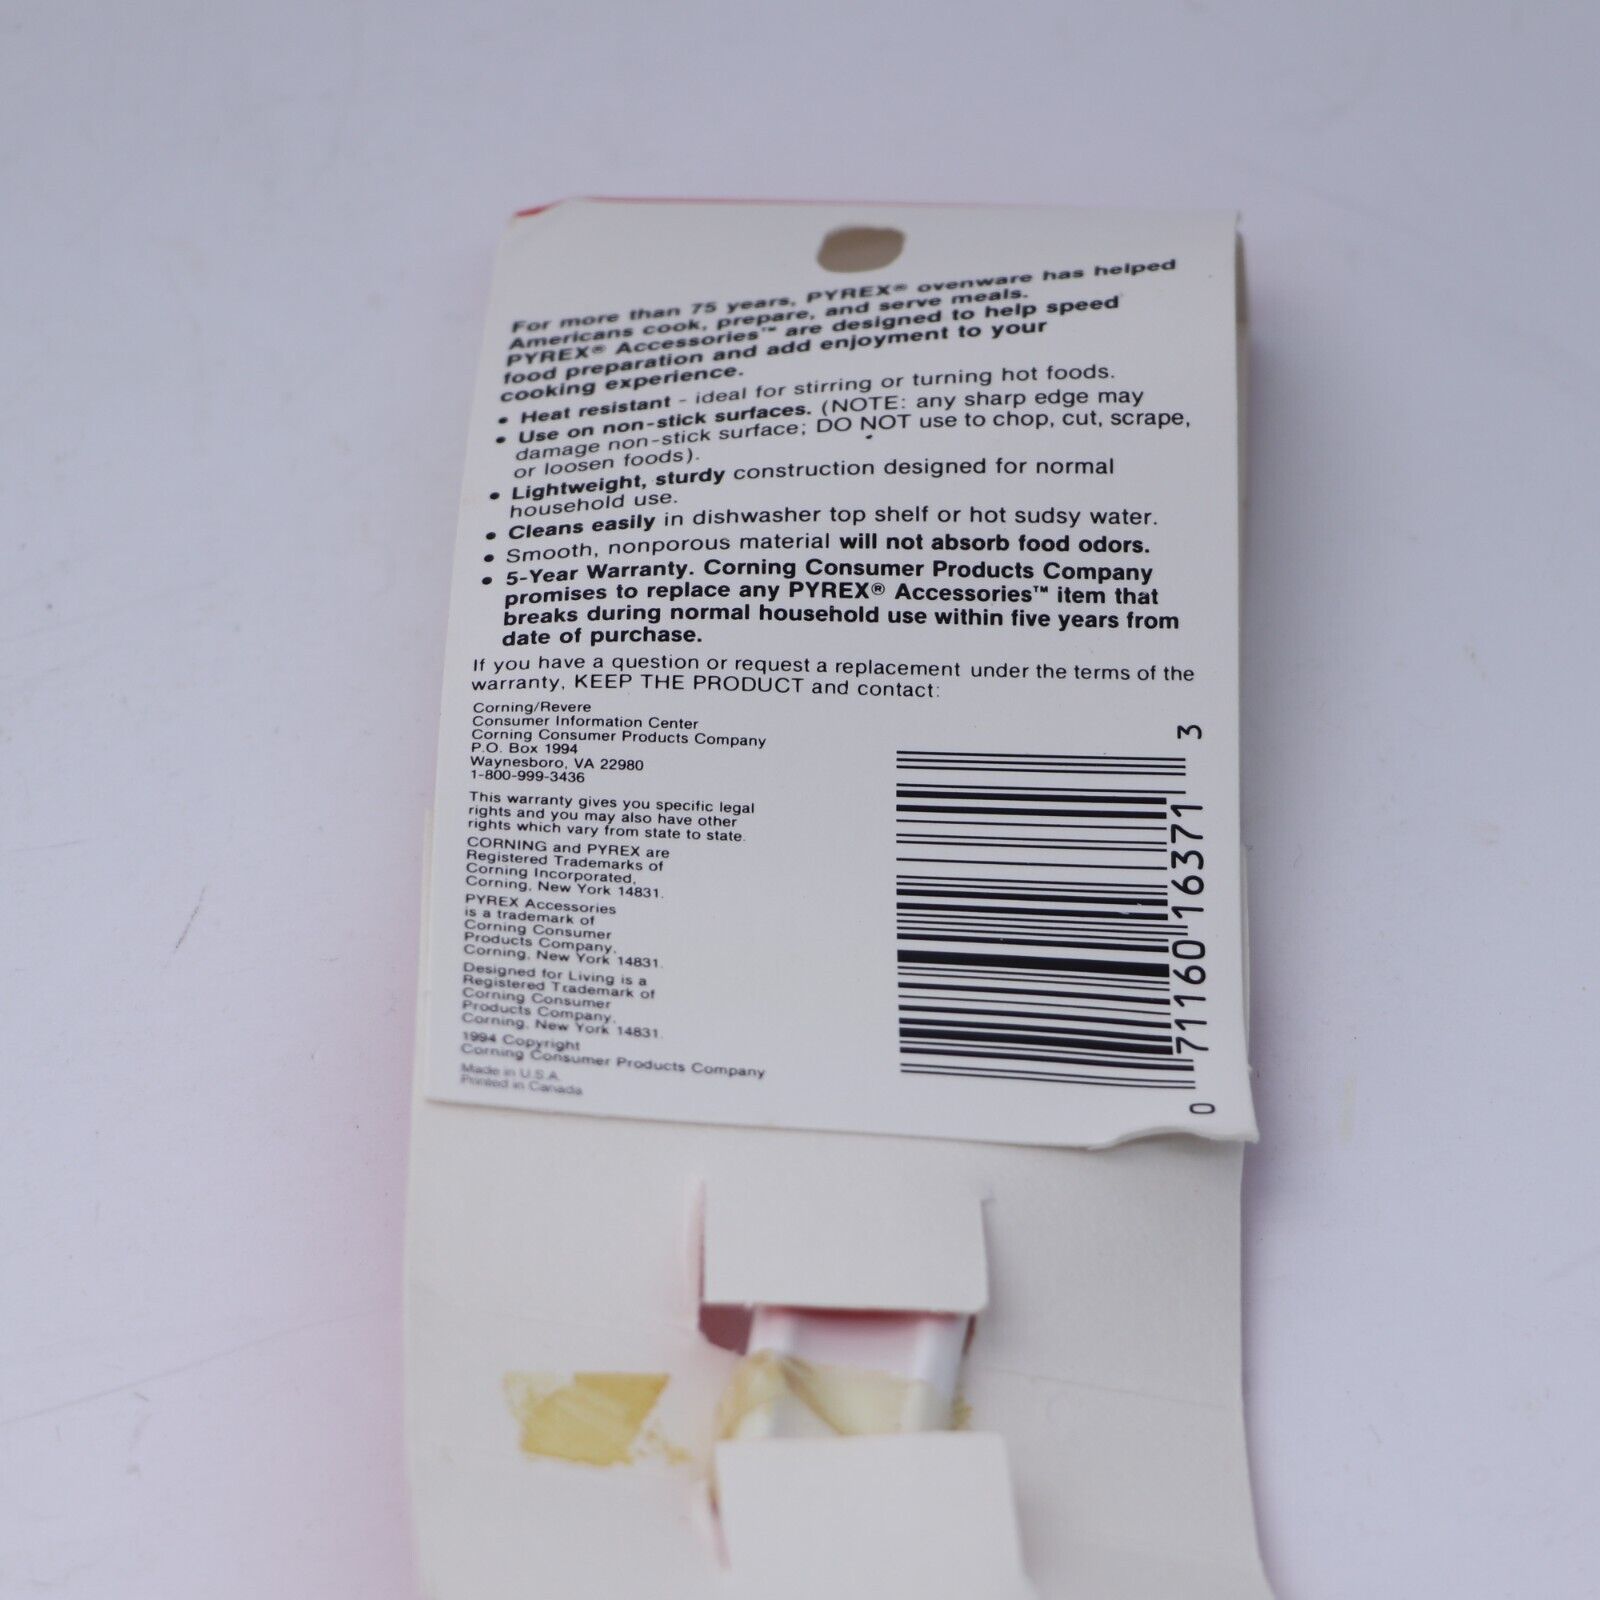 For more than 75 years, PYREX® ovenware has helped
Americans cook, prepare, and serve meals.
PYREX® Accessories™ are designed to help speed
food preparation and add enjoyment to your
cooking experience.
• Heat resistant - ideal for stirring or turning hot foods.
• Use on non-stick surfaces. (NOTE: any sharp edge may
damage non-stick surface; DO NOT use to chop, cut, scrape,
or loosen foods).
• Lightweight, sturdy construction designed for normal
household use.
• Cleans easily in dishwasher top shelf or hot sudsy water.
• Smooth, nonporous material will not absorb food odors.
• 5-Year Warranty. Corning Consumer Products Company
promises to replace any PYREX® Accessories™ item that
breaks during normal household use within five years from
date of purchase.
If you have a question or request a replacement under the terms of the
warranty, KEEP THE PRODUCT and contact:
Corning/Revere
Consumer Information Center
Corning Consumer Products Company
P.O. Box 1994
Waynesboro, VA 22980
1-800-999-3436
This warranty gives you specific legal
rights and you may also have other
rights which vary from state to state.
CORNING and PYREX are
Registered Trademarks of
Corning Incorporated,
Corning, New York 14831.
PYREX Accessories
is a trademark of
Corning Consumer
Products Company,
Corning, New York 14831.
Designed for Living is a
Registered Trademark of
Corning Consumer
Products Company,
Corning, New York 14831.
1994 Copyright
Corning Consumer Products Company
Made in U.S.A.
Printed in Canada
0 71160 16371 3